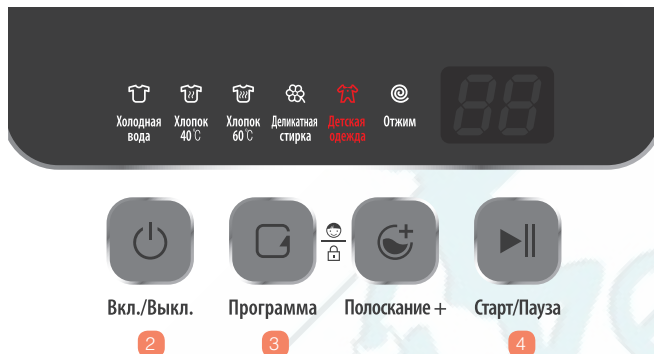 88
Холодная вода
Хлопок 40℃
Хлопок 60℃
Деликатная стирка
Детская одежда
Отжим
Вкл./Выкл.
Программа
Полоскание +
Старт/Пауза
2
3
4